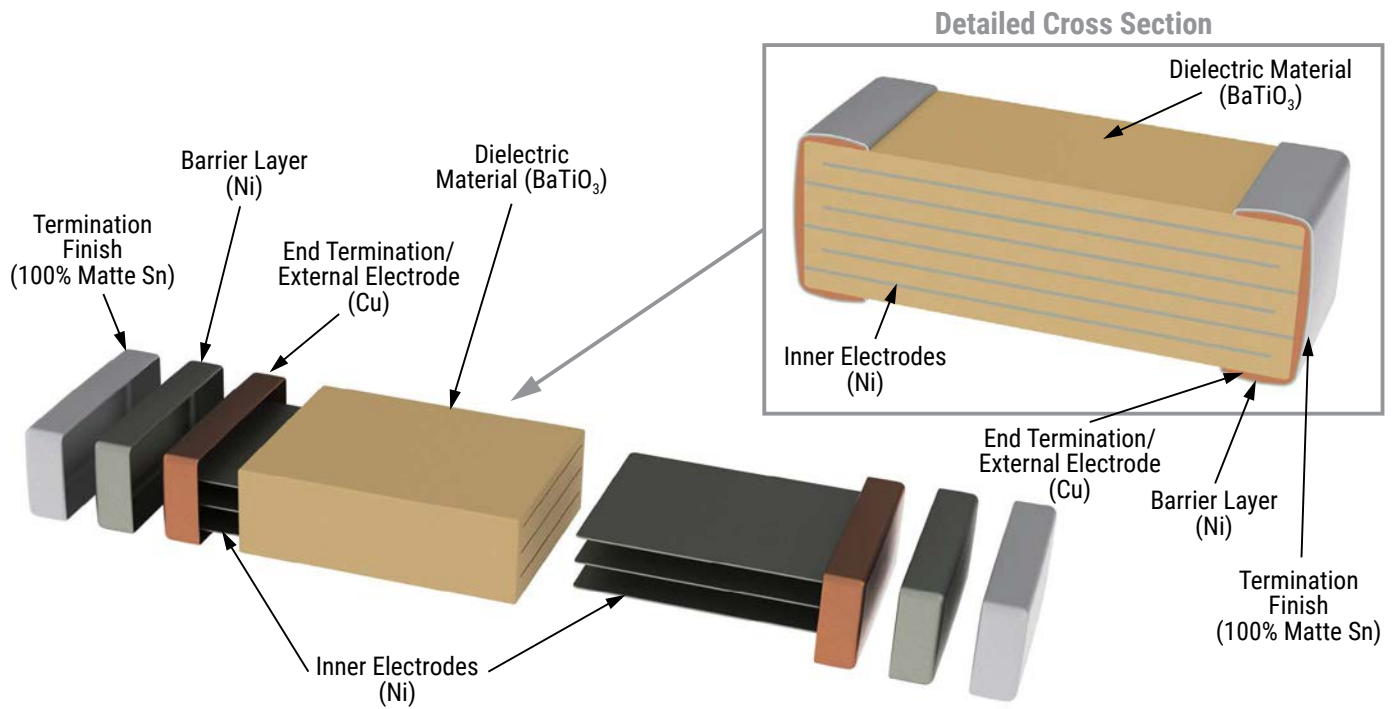 Detailed Cross Section
Dielectric Material
(BaTiO₃)
Inner Electrodes
(Ni)
End Termination/
External Electrode
(Cu)
Barrier Layer
(Ni)
Termination
Finish
(100% Matte Sn)
Termination
Finish
(100% Matte Sn)
Barrier Layer
(Ni)
End Termination/
External Electrode
(Cu)
Dielectric
Material (BaTiO₃)
Inner Electrodes
(Ni)